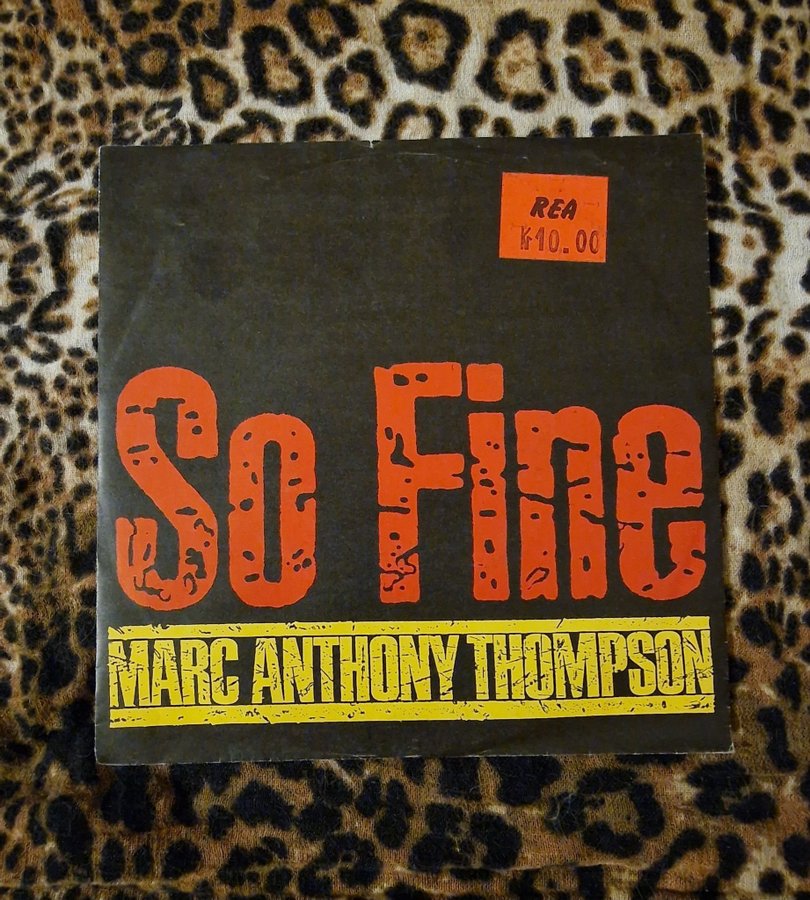 REA
kr10.00
So Fine
MARC ANTHONY THOMPSON